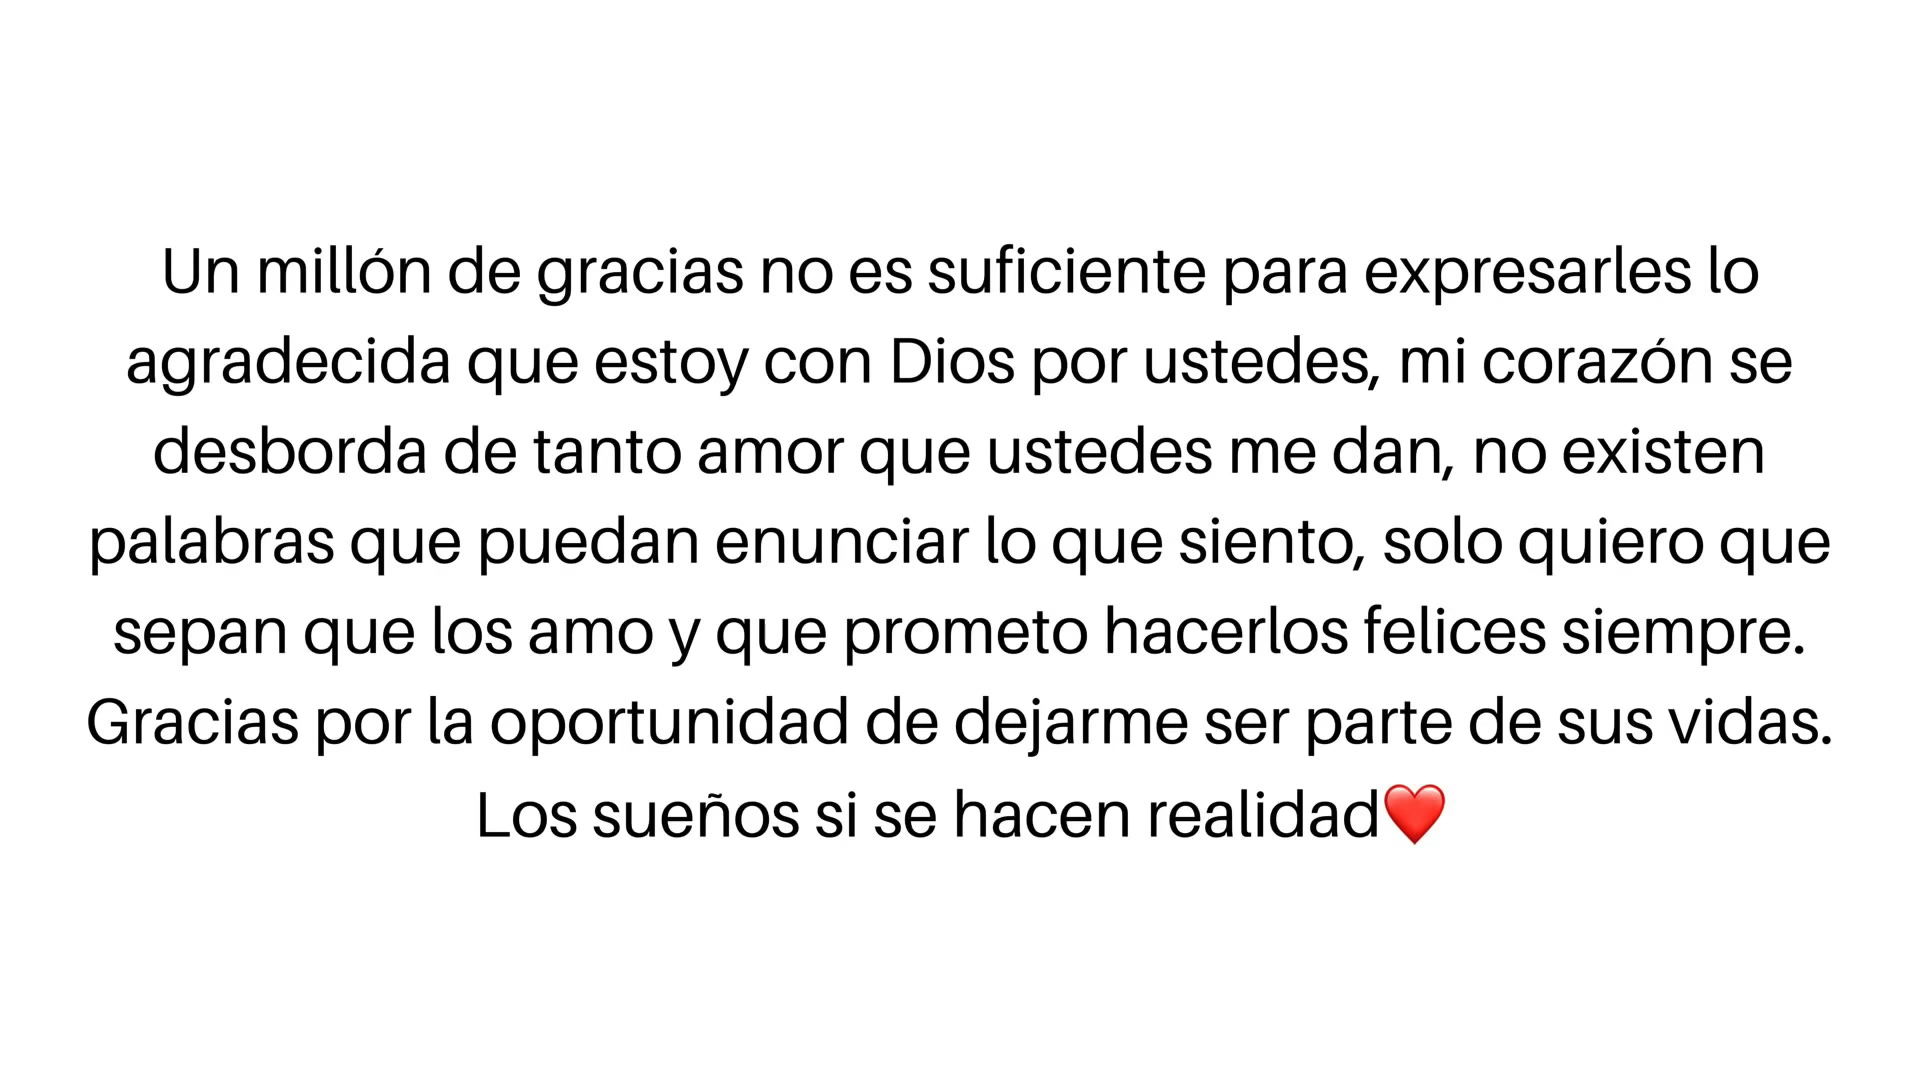 Un millón de gracias no es suficiente para expresarles lo
agradecida que estoy con Dios por ustedes, mi corazón se
desborda de tanto amor que ustedes me dan, no existen
palabras que puedan enunciar lo que siento, solo quiero que
sepan que los amo y que prometo hacerlos felices siempre.
Gracias por la oportunidad de dejarme ser parte de sus vidas.
Los sueños si se hacen realidad❤️